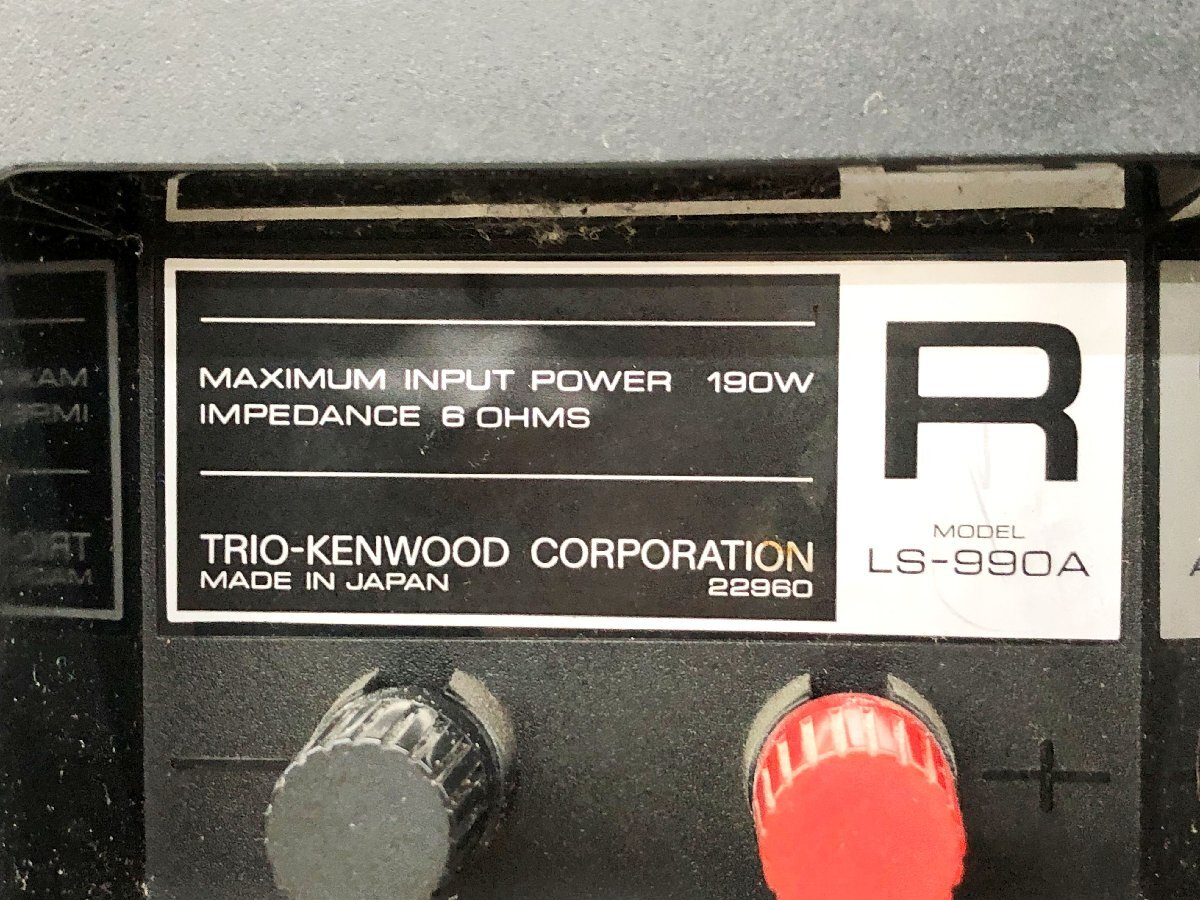 MAXIMUM INPUT POWER 190W
IMPEDANCE 6 OHMS
TRIO-KENWOOD CORPORATION
MADE IN JAPAN 22960
R
MODEL
LS-990A
- +